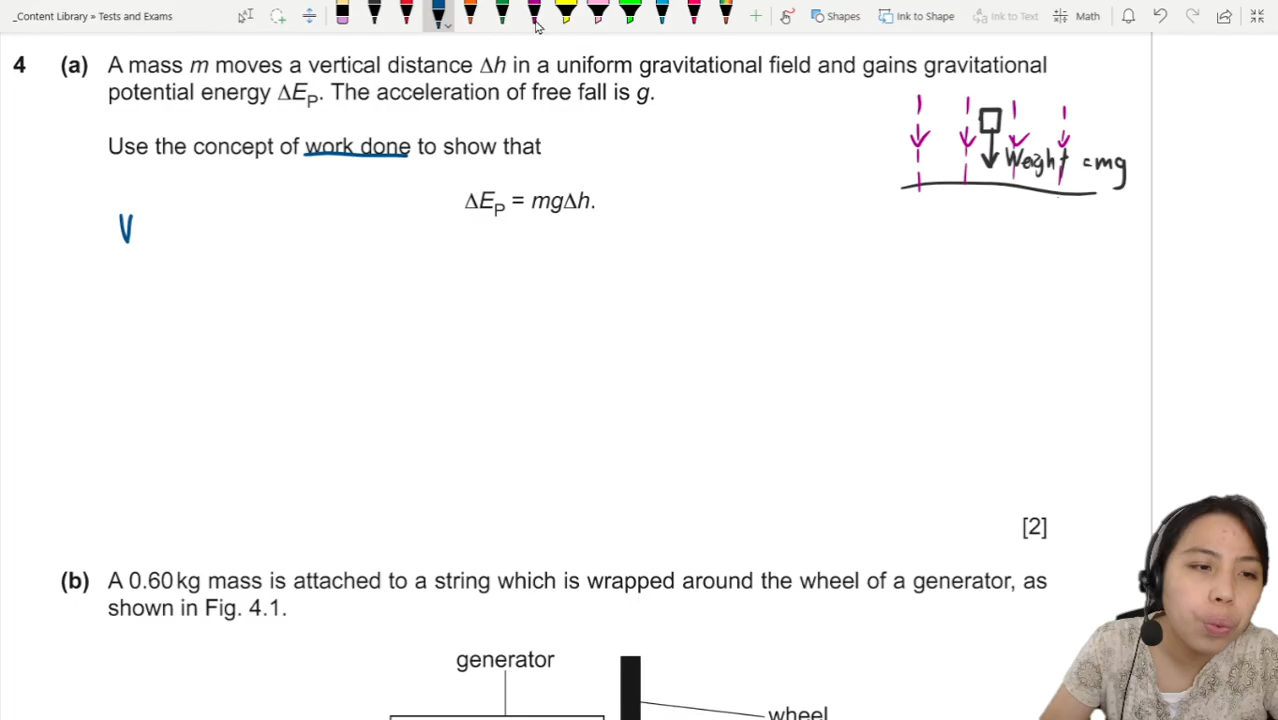 _Content Library » Tests and Exams
Shapes
Ink to Shape
Ink to Text
Math
4 (a) A mass m moves a vertical distance Δh in a uniform gravitational field and gains gravitational
potential energy ΔEP. The acceleration of free fall is g.
Use the concept of work done to show that
Weight = mg
ΔEP = mgΔh.
[2]
(b) A 0.60 kg mass is attached to a string which is wrapped around the wheel of a generator, as
shown in Fig. 4.1.
generator
wheel